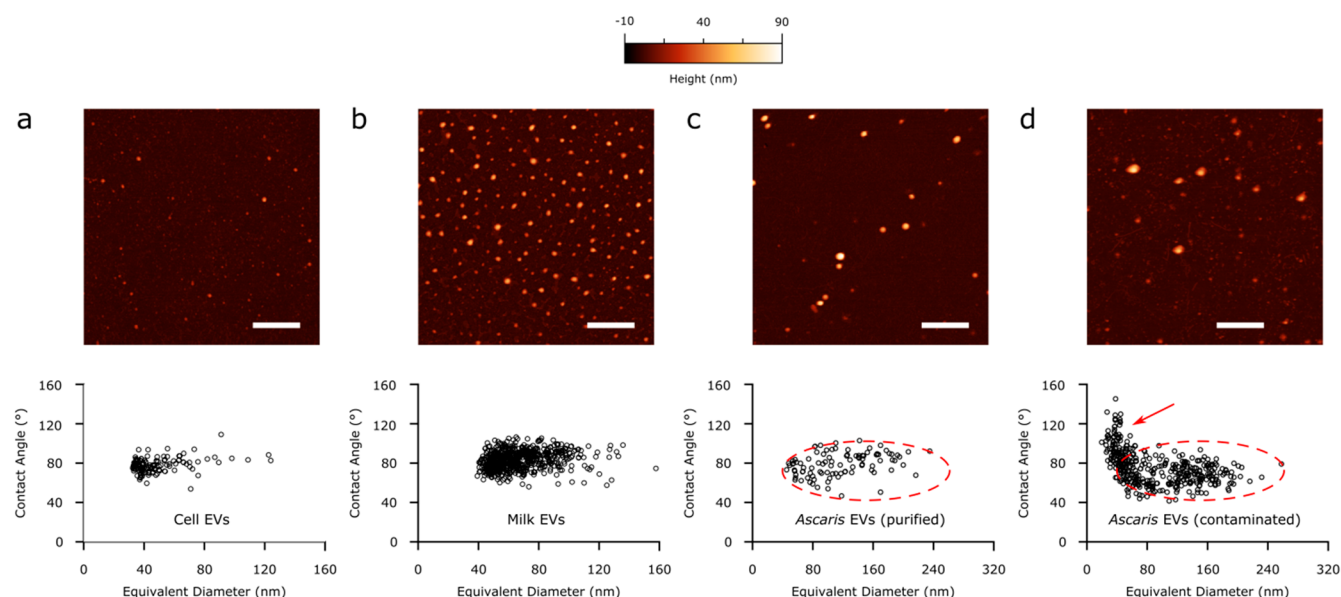 -10 40 90
Height (nm)
a b c d
160 160 160 160
120 120 120 120
80 80 80 80
40 40 40 40
0 0 0 0
Contact Angle (°) Contact Angle (°) Contact Angle (°) Contact Angle (°)
Cell EVs Milk EVs Ascaris EVs (purified) Ascaris EVs (contaminated)
0 40 80 120 160 0 40 80 120 160 0 80 160 240 320 0 80 160 240 320
Equivalent Diameter (nm) Equivalent Diameter (nm) Equivalent Diameter (nm) Equivalent Diameter (nm)